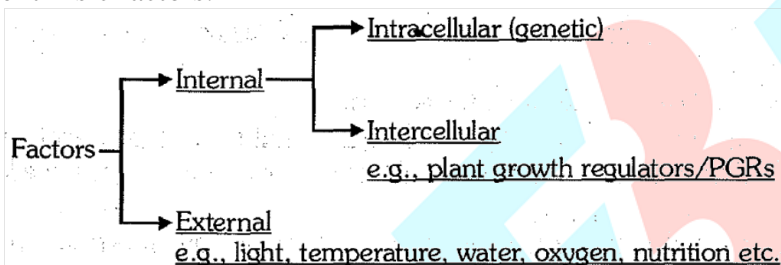 Intracellular (genetic)
Internal
Intercellular
Factors
e.g., plant growth regulators/PGRs
External
e.g., light, temperature, water, oxygen, nutrition etc.